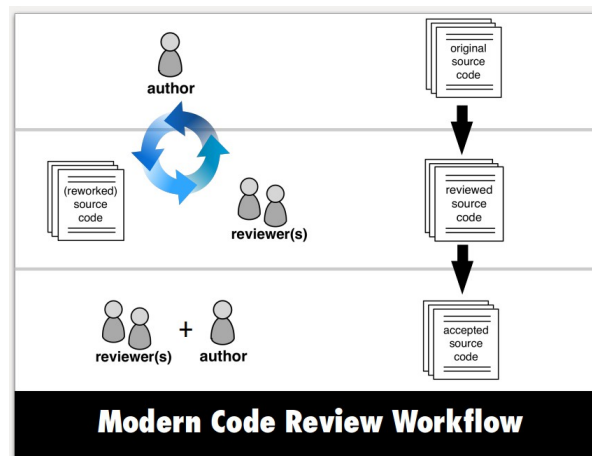 author
original
source
code
(reworked)
source
code
reviewer(s)
reviewed
source
code
reviewer(s)
+
author
accepted
source
code
Modern Code Review Workflow